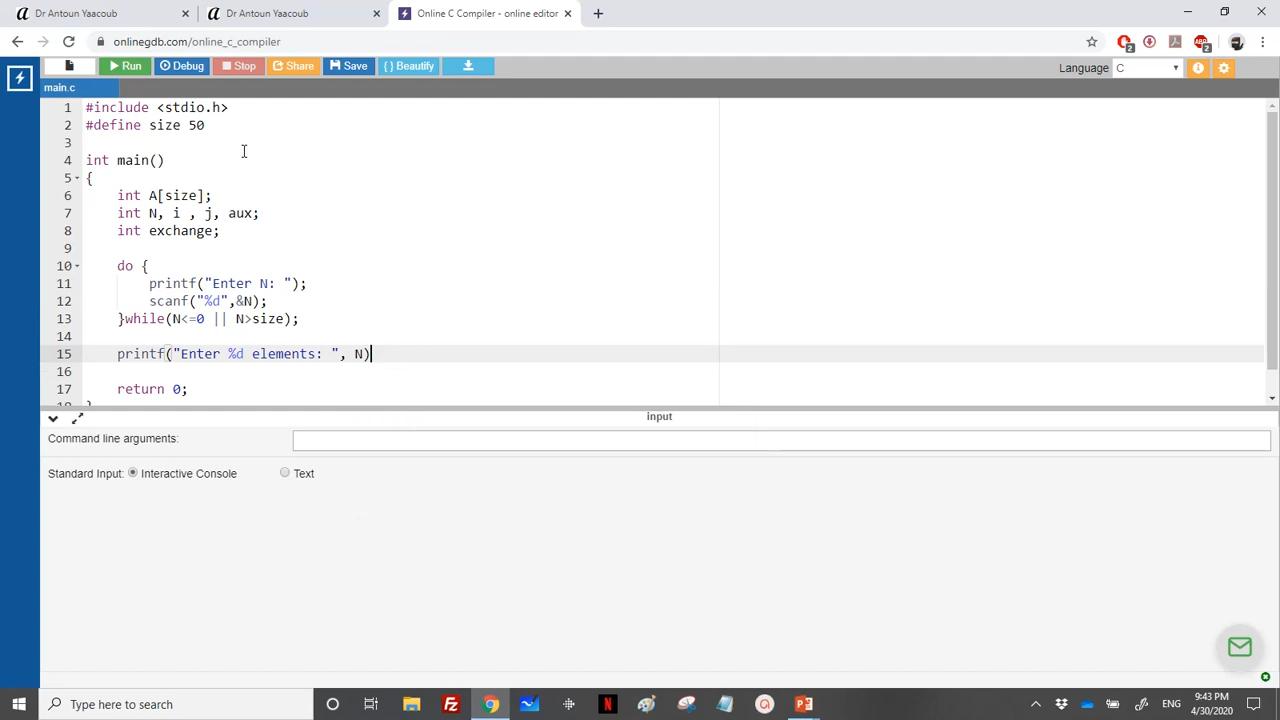 Dr Antoun Yaacoub
Dr Antoun Yaacoub
Online C Compiler - online editor
onlinegdb.com/online_c_compiler
2
2
Run
Debug
Stop
Share
Save
{ } Beautify
Language
C
main.c
1 #include <stdio.h>
2 #define size 50
3
4 int main()
5 {
6 int A[size];
7 int N, i , j, aux;
8 int exchange;
9
10 do {
11 printf("Enter N: ");
12 scanf("%d",&N);
13 }while(N<=0 || N>size);
14
15 printf("Enter %d elements: ", N)
16
17 return 0;
input
Command line arguments:
Standard Input: Interactive Console Text
Type here to search
ENG
9:43 PM
4/30/2020